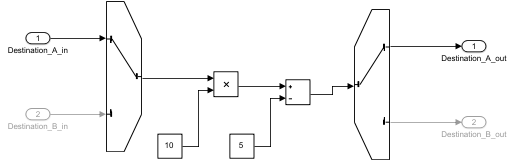 1
Destination_A_in
2
Destination_B_in
10
×
5
+
−
1
Destination_A_out
2
Destination_B_out